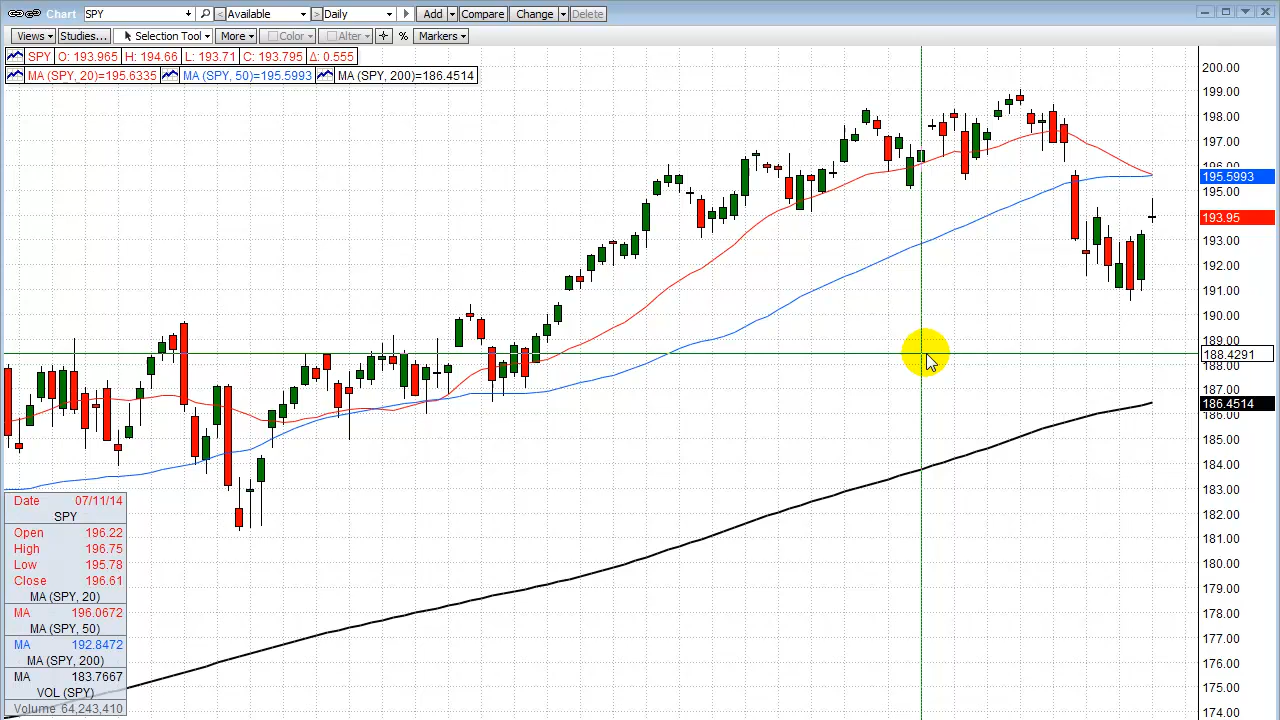 Chart SPY Available Daily Add Compare Change Delete
Views Studies... Selection Tool More Color Alter % Markers
SPY O: 193.965 H: 194.66 L: 193.71 C: 193.795 Δ: 0.555
MA (SPY, 20)=195.6335 MA (SPY, 50)=195.5993 MA (SPY, 200)=186.4514
200.00
199.00
198.00
197.00
196.00
195.5993
195.00
193.95
193.00
192.00
191.00
190.00
189.00
188.4291
188.00
187.00
186.4514
186.00
185.00
184.00
183.00
182.00
181.00
180.00
179.00
178.00
177.00
176.00
175.00
174.00
Date 07/11/14
SPY
Open 196.22
High 196.75
Low 195.78
Close 196.61
MA (SPY, 20)
MA 196.0672
MA (SPY, 50)
MA 192.8472
MA (SPY, 200)
MA 183.7667
VOL (SPY)
Volume 64,243,410